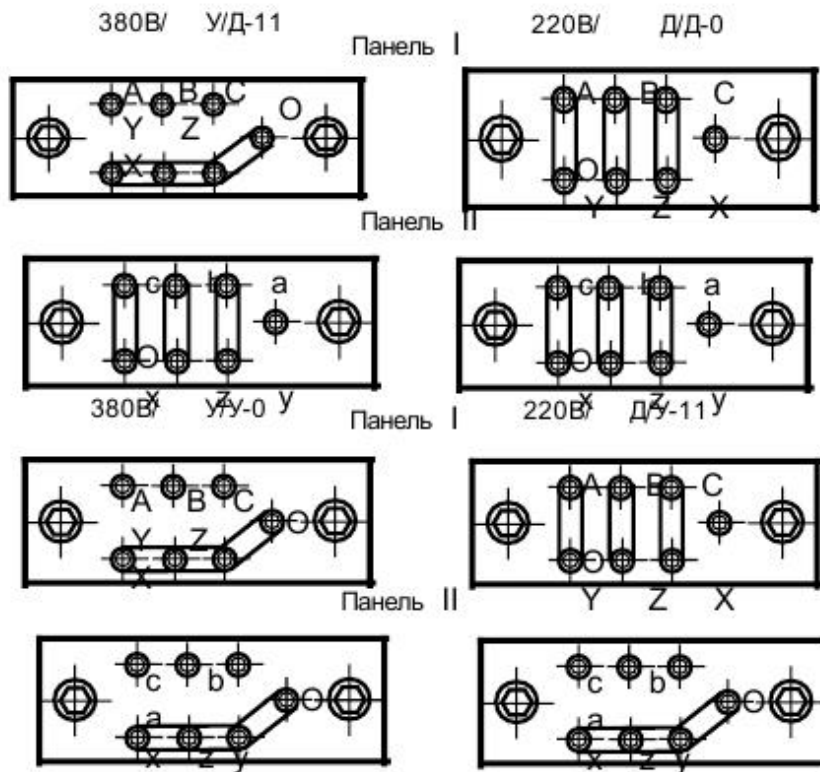 380В/ У/Д-11 220В/ Д/Д-0
Панель I
A B C O A B C
Y Z O
X Y Z X
Панель II
c b a c b a
O O
x z y x z y
380В/ У/У-0 220В/ Д/У-11
Панель I
A B C A B C
Y Z O O
X Y Z X
Панель II
c b c b
a O a O
x z y x z y